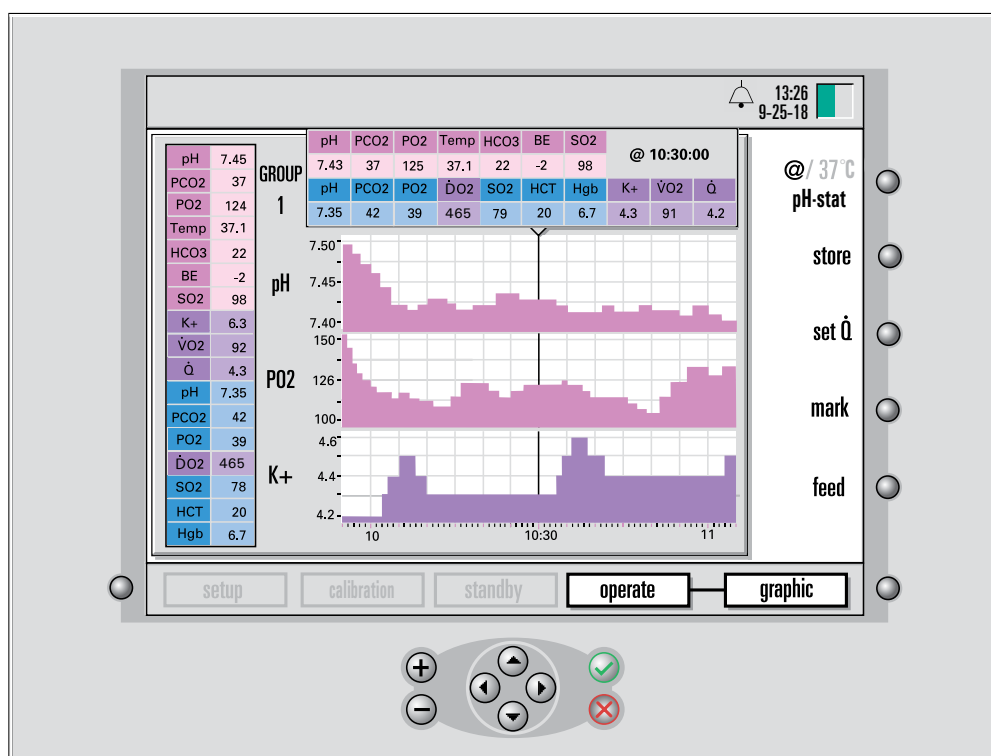 13:26
9-25-18
pH 7.45
PCO2 37
PO2 124
Temp 37.1
HCO3 22
BE -2
SO2 98
K+ 6.3
V̇O2 92
Q̇ 4.3
pH 7.35
PCO2 42
PO2 39
ḊO2 465
SO2 78
HCT 20
Hgb 6.7
GROUP
1
pH PCO2 PO2 Temp HCO3 BE SO2
7.43 37 125 37.1 22 -2 98
@ 10:30:00
pH PCO2 PO2 ḊO2 SO2 HCT Hgb K+ V̇O2 Q̇
7.35 42 39 465 79 20 6.7 4.3 91 4.2
pH
7.50
7.45
7.40
PO2
150
126
100
K+
4.6
4.4
4.2
10 10:30 11
@/ 37°C
pH-stat
store
set Q̇
mark
feed
setup calibration standby operate graphic